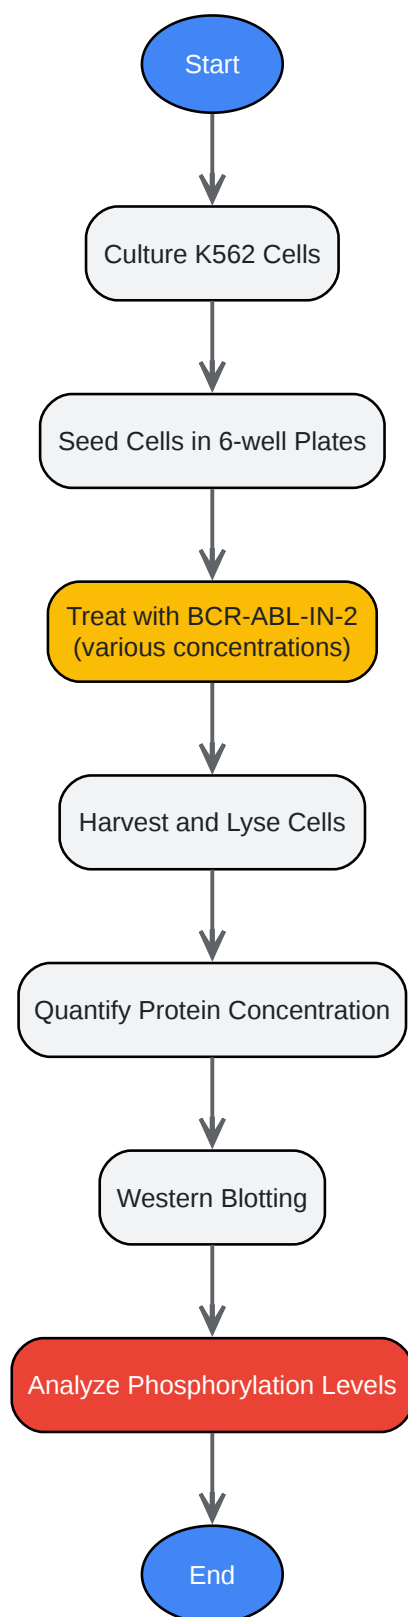 Start
Culture K562 Cells
Seed Cells in 6-well Plates
Treat with BCR-ABL-IN-2
(various concentrations)
Harvest and Lyse Cells
Quantify Protein Concentration
Western Blotting
Analyze Phosphorylation Levels
End